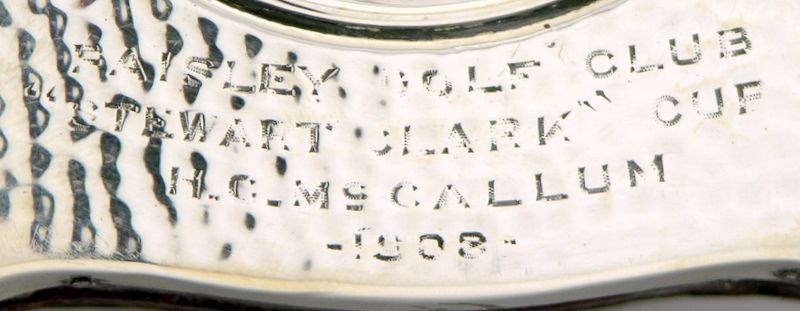 PAISLEY GOLF CLUB
"STEWART CLARK" CUP
H.C. McCALLUM
-1908-